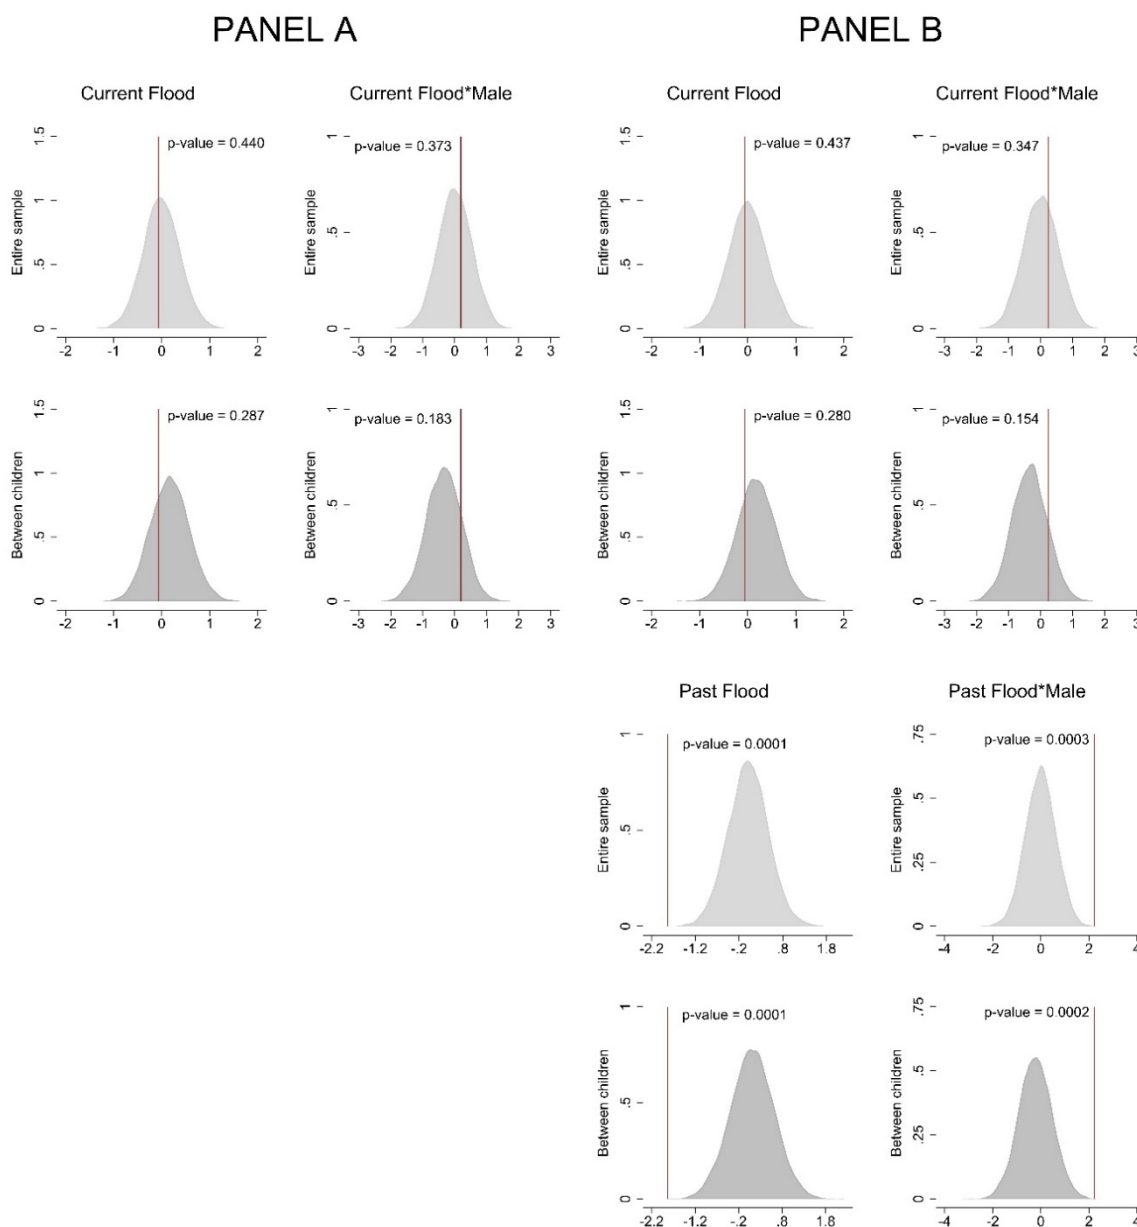 PANEL A
PANEL B
Current Flood
Current Flood*Male
Current Flood
Current Flood*Male
Entire sample
0 .5 1 1.5
p-value = 0.440
-2 -1 0 1 2
Entire sample
0 .5 1
p-value = 0.373
-3 -2 -1 0 1 2 3
Entire sample
0 .5 1 1.5
p-value = 0.437
-2 -1 0 1 2
Entire sample
0 .5 1
p-value = 0.347
-3 -2 -1 0 1 2 3
Between children
0 .5 1 1.5
p-value = 0.287
-2 -1 0 1 2
Between children
0 .5 1
p-value = 0.183
-3 -2 -1 0 1 2 3
Between children
0 .5 1 1.5
p-value = 0.280
-2 -1 0 1 2
Between children
0 .5 1
p-value = 0.154
-3 -2 -1 0 1 2 3
Past Flood
Past Flood*Male
Entire sample
0 .5 1
p-value = 0.0001
-2.2 -1.2 -.2 .8 1.8
Entire sample
0 .25 .5 .75
p-value = 0.0003
-4 -2 0 2 4
Between children
0 .5 1
p-value = 0.0001
-2.2 -1.2 -.2 .8 1.8
Between children
0 .25 .5 .75
p-value = 0.0002
-4 -2 0 2 4